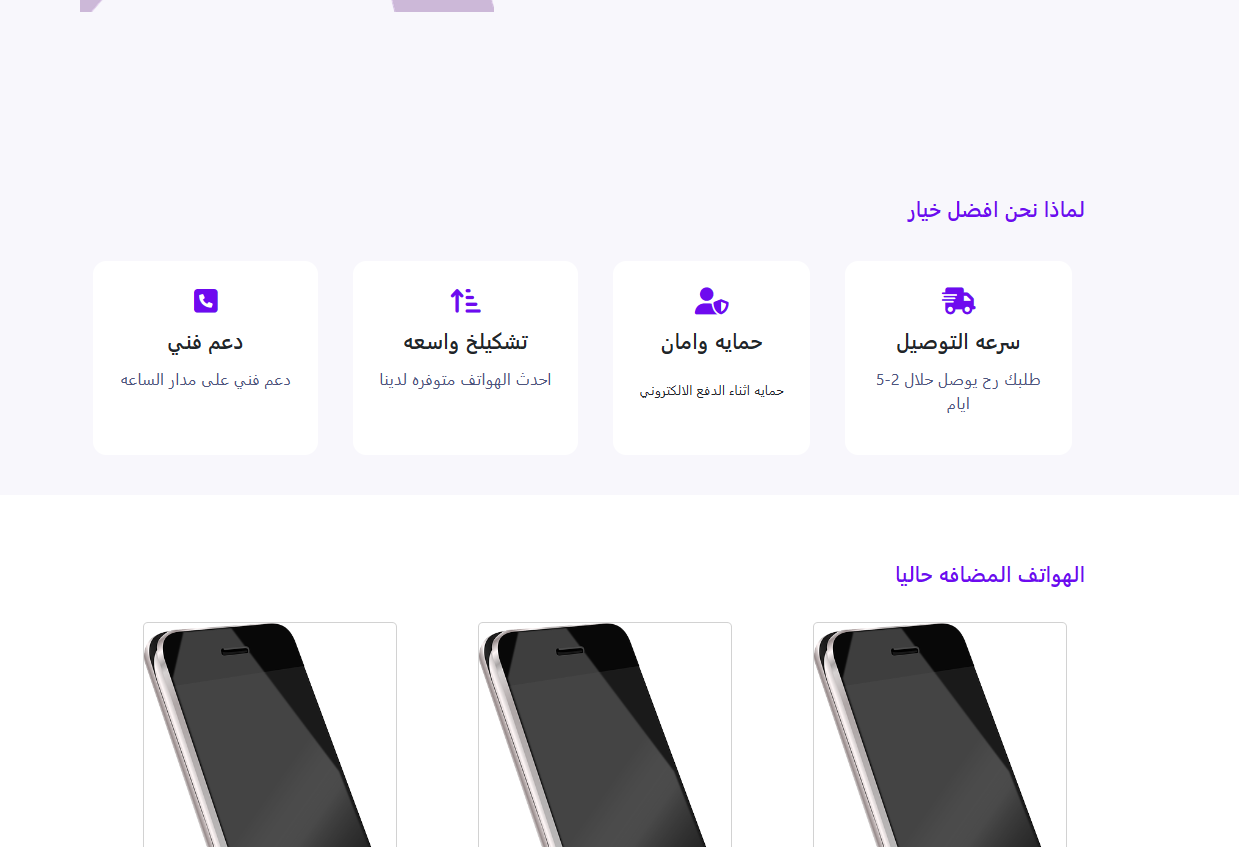 لماذا نحن افضل خيار
سرعه التوصيل
طلبك رح يوصل حلال 2-5
ايام
حمايه وامان
حمايه اثناء الدفع الالكتروني
تشكيلخ واسعه
احدث الهواتف متوفره لدينا
دعم فني
دعم فني على مدار الساعه
الهواتف المضافه حاليا